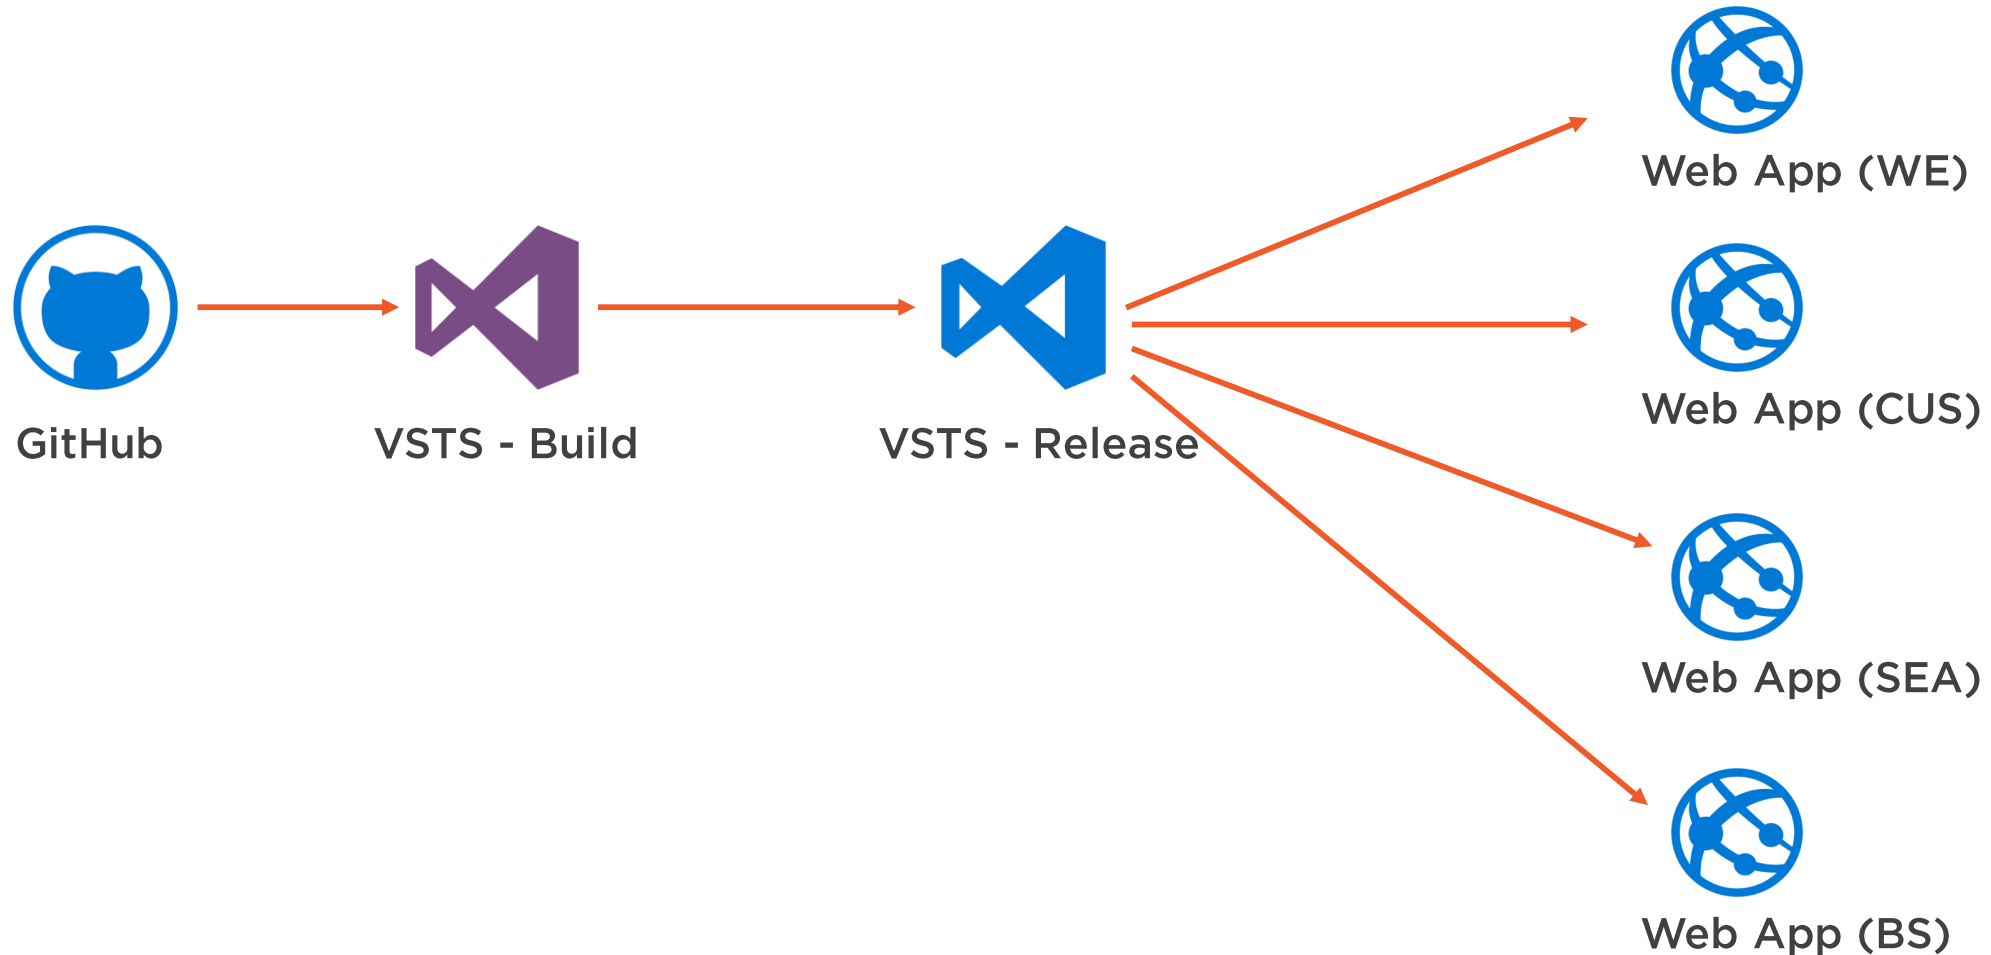 Web App (WE)
Web App (CUS)
GitHub
VSTS - Build
VSTS - Release
Web App (SEA)
Web App (BS)